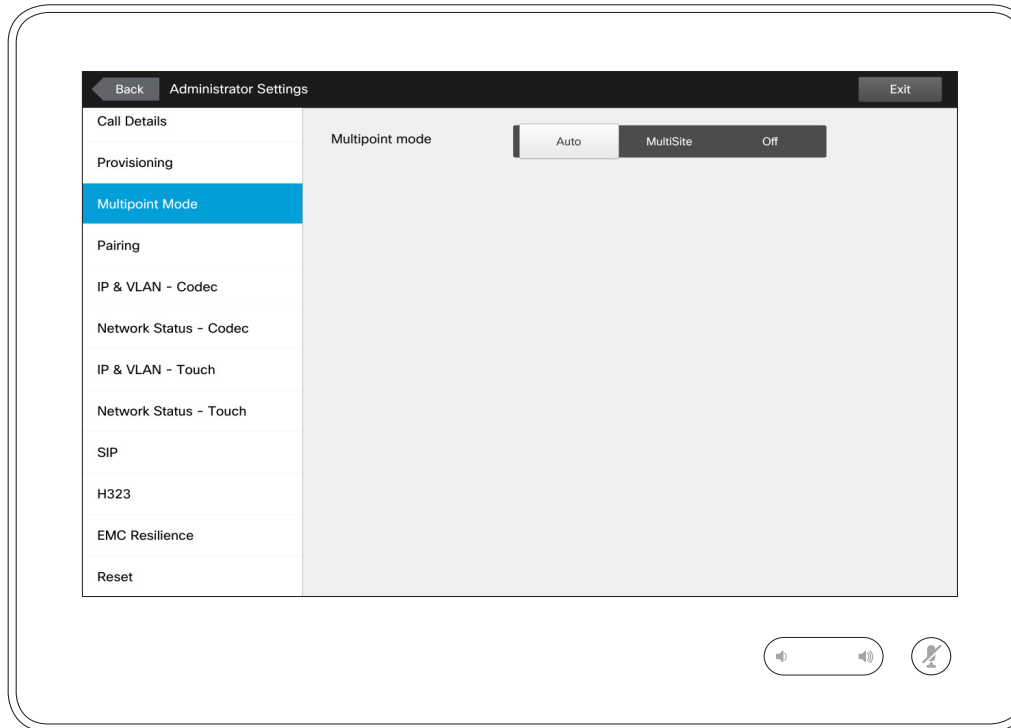 Back Administrator Settings Exit
Call Details
Provisioning
Multipoint Mode
Pairing
IP & VLAN - Codec
Network Status - Codec
IP & VLAN - Touch
Network Status - Touch
SIP
H323
EMC Resilience
Reset
Multipoint mode Auto MultiSite Off